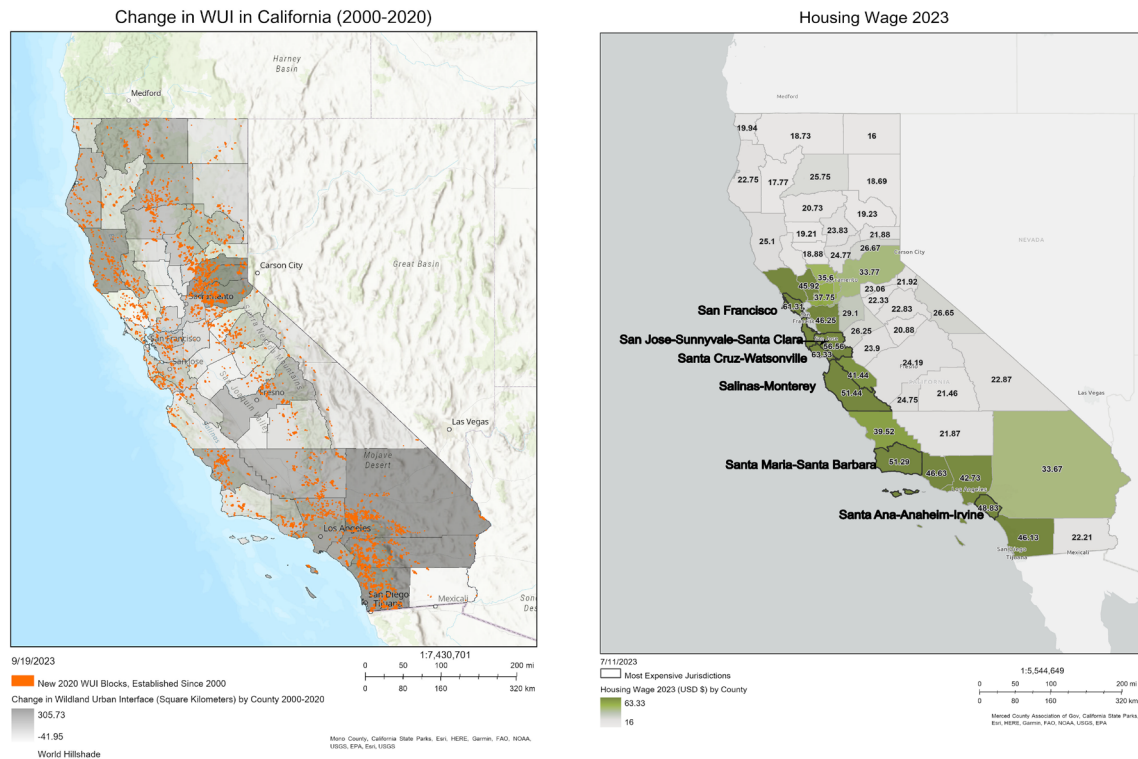 Change in WUI in California (2000-2020)
Harney
Basin
Medford
Carson City
Great Basin
San Francisco
San Jose
Fresno
Las Vegas
Mojave
Desert
Los Angeles
San Diego
Tijuana
Mexicali
9/19/2023
New 2020 WUI Blocks, Established Since 2000
Change in Wildland Urban Interface (Square Kilometers) by County 2000-2020
305.73
-41.95
World Hillshade
1:7,430,701
0 50 100 200 mi
0 80 160 320 km
Mono County, California State Parks, Esri, HERE, Garmin, FAO, NOAA,
USGS, EPA, Esri, USGS
Housing Wage 2023
Medford
19.94
18.73
16
22.75
17.77
25.75
18.69
20.73
19.23
19.21
23.83
21.88
25.1
18.88
24.77
26.67
Carson City
NEVADA
35.6
33.77
45.92
21.92
23.06
37.75
22.33
61.31
22.83
26.65
San Francisco
46.25
29.1
26.25
20.88
San Jose-Sunnyvale-Santa Clara
56.56
23.9
Santa Cruz-Watsonville
63.33
24.19
41.44
22.87
Salinas-Monterey
51.44
24.75
21.46
Las Vegas
39.52
21.87
Santa Maria-Santa Barbara
51.29
46.63
42.73
33.67
Los Angeles
Santa Ana-Anaheim-Irvine
48.83
46.13
22.21
San Diego
Tijuana
Mexicali
7/11/2023
Most Expensive Jurisdictions
Housing Wage 2023 (USD $) by County
63.33
16
1:5,544,649
0 50 100 200 mi
0 80 160 320 km
Merced County Association of Gov, California State Parks,
Esri, HERE, Garmin, FAO, NOAA, USGS, EPA